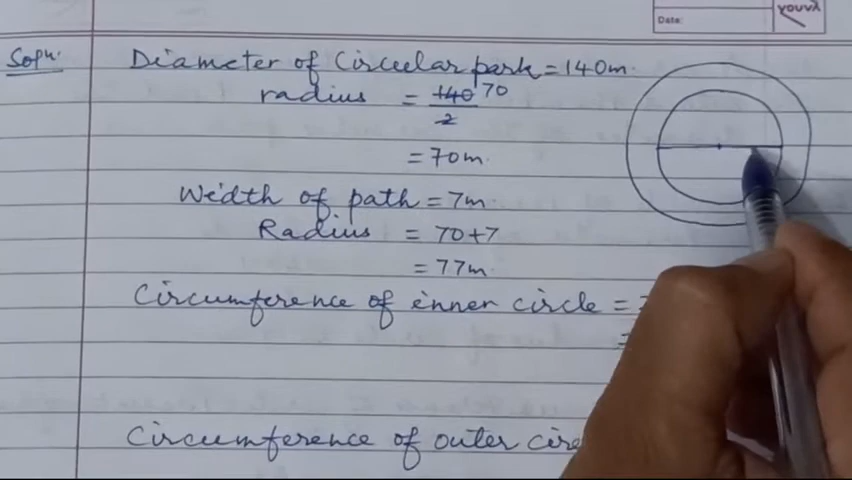 youvA
Date:
Soln. Diameter of Circular park = 140m.
radius = 140 70
2
= 70m.
Width of path = 7m.
Radius = 70+7
= 77m.
Circumference of inner circle =
=
Circumference of outer